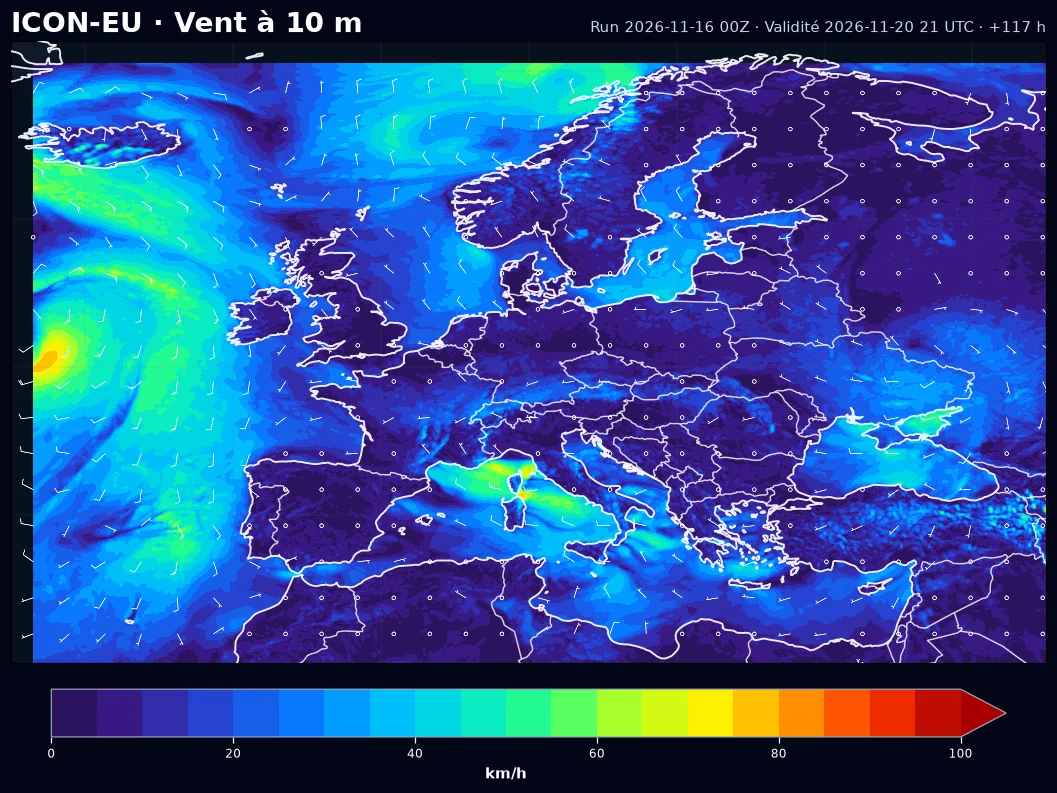 ICON-EU · Vent à 10 m
Run 2026-11-16 00Z · Validité 2026-11-20 21 UTC · +117 h
0 20 40 60 80 100
km/h